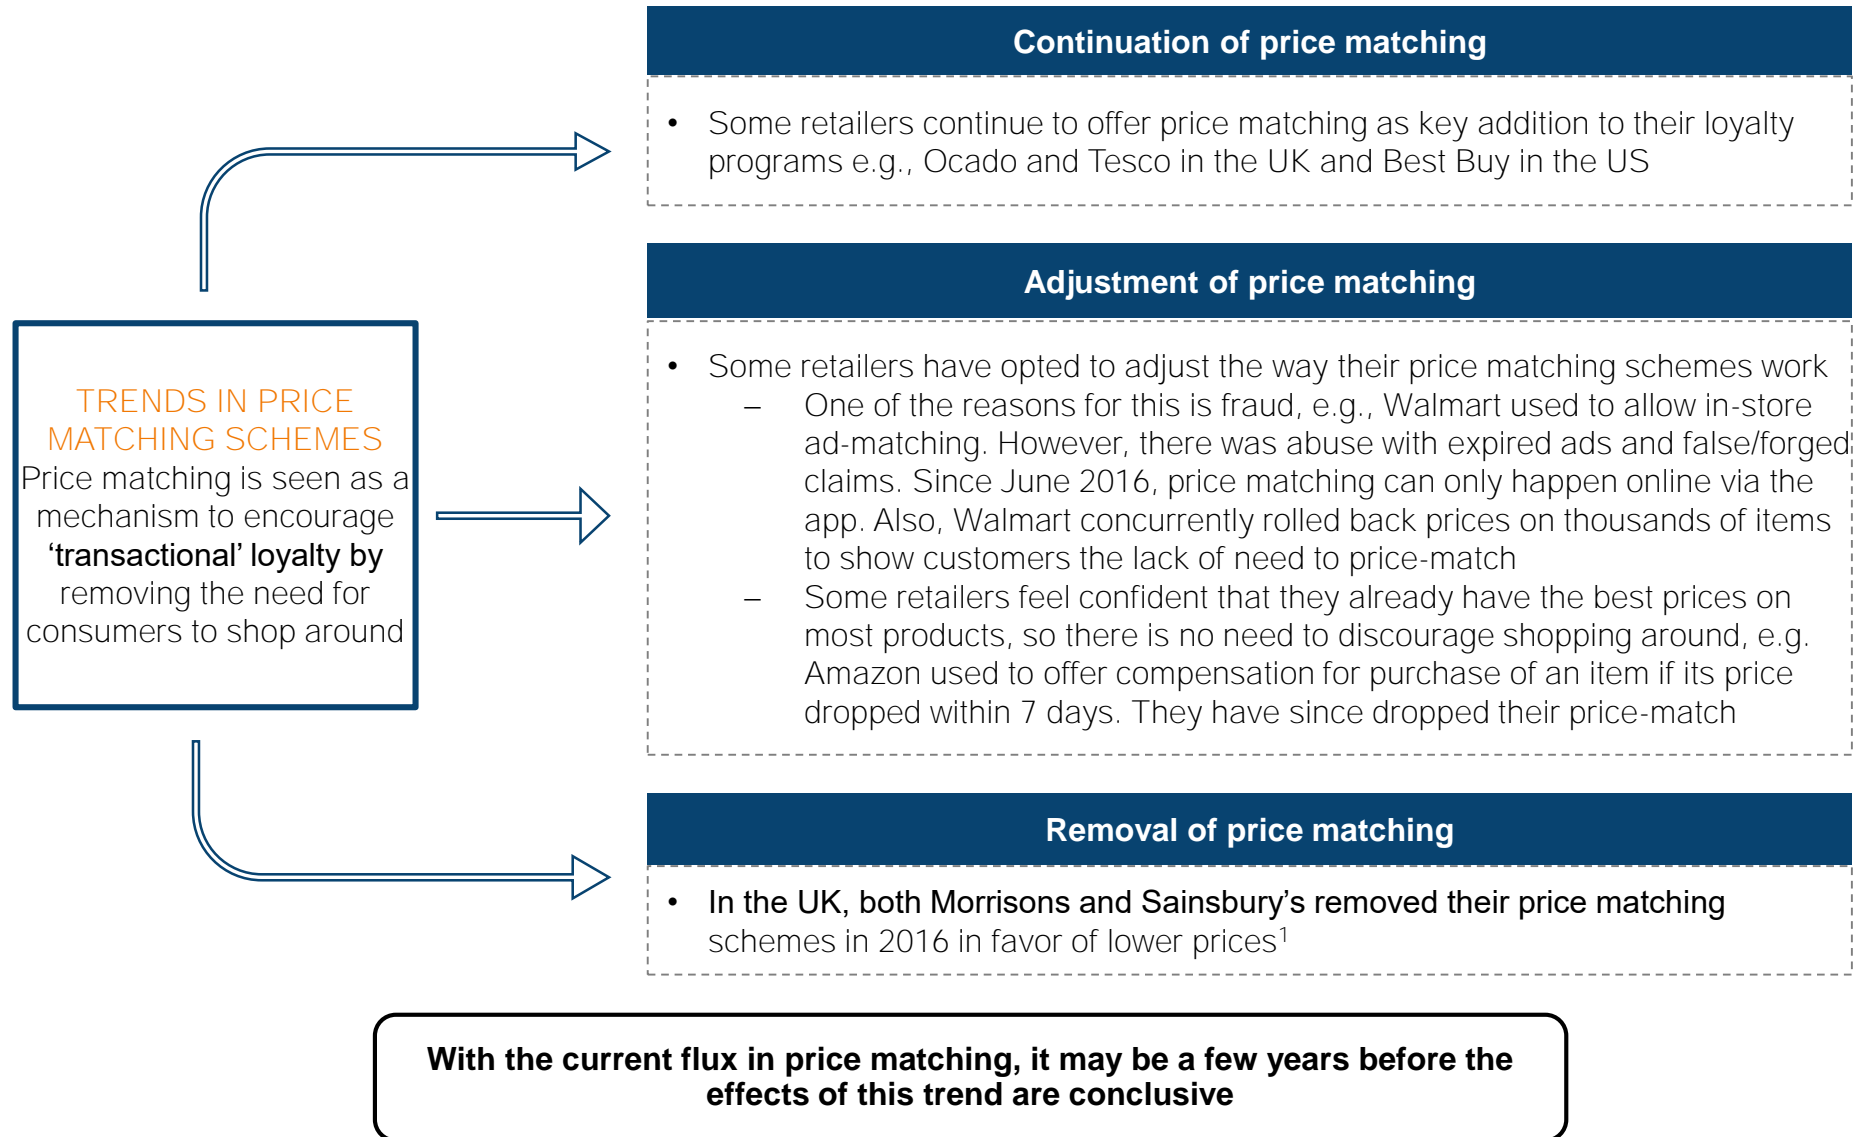 Continuation of price matching
• Some retailers continue to offer price matching as key addition to their loyalty
programs e.g., Ocado and Tesco in the UK and Best Buy in the US
Adjustment of price matching
• Some retailers have opted to adjust the way their price matching schemes work
– One of the reasons for this is fraud, e.g., Walmart used to allow in-store
ad-matching. However, there was abuse with expired ads and false/forged
claims. Since June 2016, price matching can only happen online via the
app. Also, Walmart concurrently rolled back prices on thousands of items
to show customers the lack of need to price-match
– Some retailers feel confident that they already have the best prices on
most products, so there is no need to discourage shopping around, e.g.
Amazon used to offer compensation for purchase of an item if its price
dropped within 7 days. They have since dropped their price-match
TRENDS IN PRICE
MATCHING SCHEMES
Price matching is seen as a
mechanism to encourage
‘transactional’ loyalty by
removing the need for
consumers to shop around
Removal of price matching
• In the UK, both Morrisons and Sainsbury’s removed their price matching
schemes in 2016 in favor of lower prices1
With the current flux in price matching, it may be a few years before the
effects of this trend are conclusive